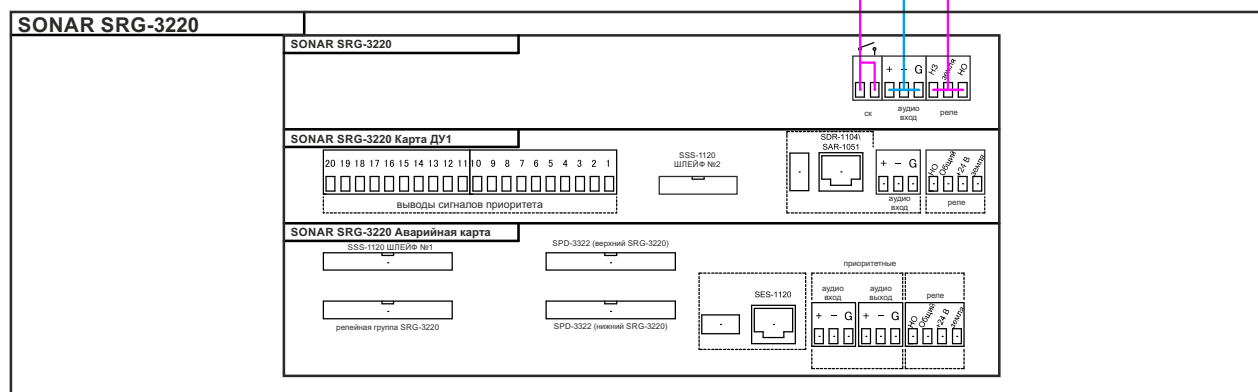 SONAR SRG-3220
SONAR SRG-3220
+ – G НЗ земля НО
ск аудио вход реле
SONAR SRG-3220 Карта ДУ1
20 19 18 17 16 15 14 13 12 11 10 9 8 7 6 5 4 3 2 1
выводы сигналов приоритета
SSS-1120
ШЛЕЙФ №2
SDR-1104\
SAR-1051
+ – G
аудио
вход
НО Общий +24 В земля
реле
SONAR SRG-3220 Аварийная карта
SSS-1120 ШЛЕЙФ №1
SPD-3322 (верхний SRG-3220)
релейная группа SRG-3220
SPD-3322 (нижний SRG-3220)
SES-1120
приоритетные
аудио
вход
аудио
выход
реле
+ – G + – G НО Общий +24 В земля